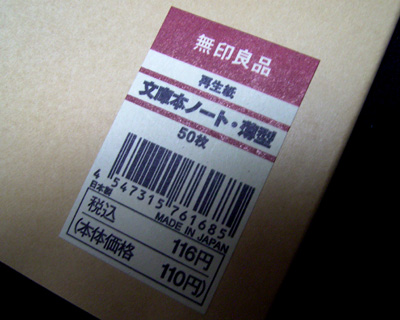 無印良品
再生紙
文庫本ノート・薄型
50枚
4 547315 761685
日本製 MADE IN JAPAN
税込 116円
(本体価格 110円)